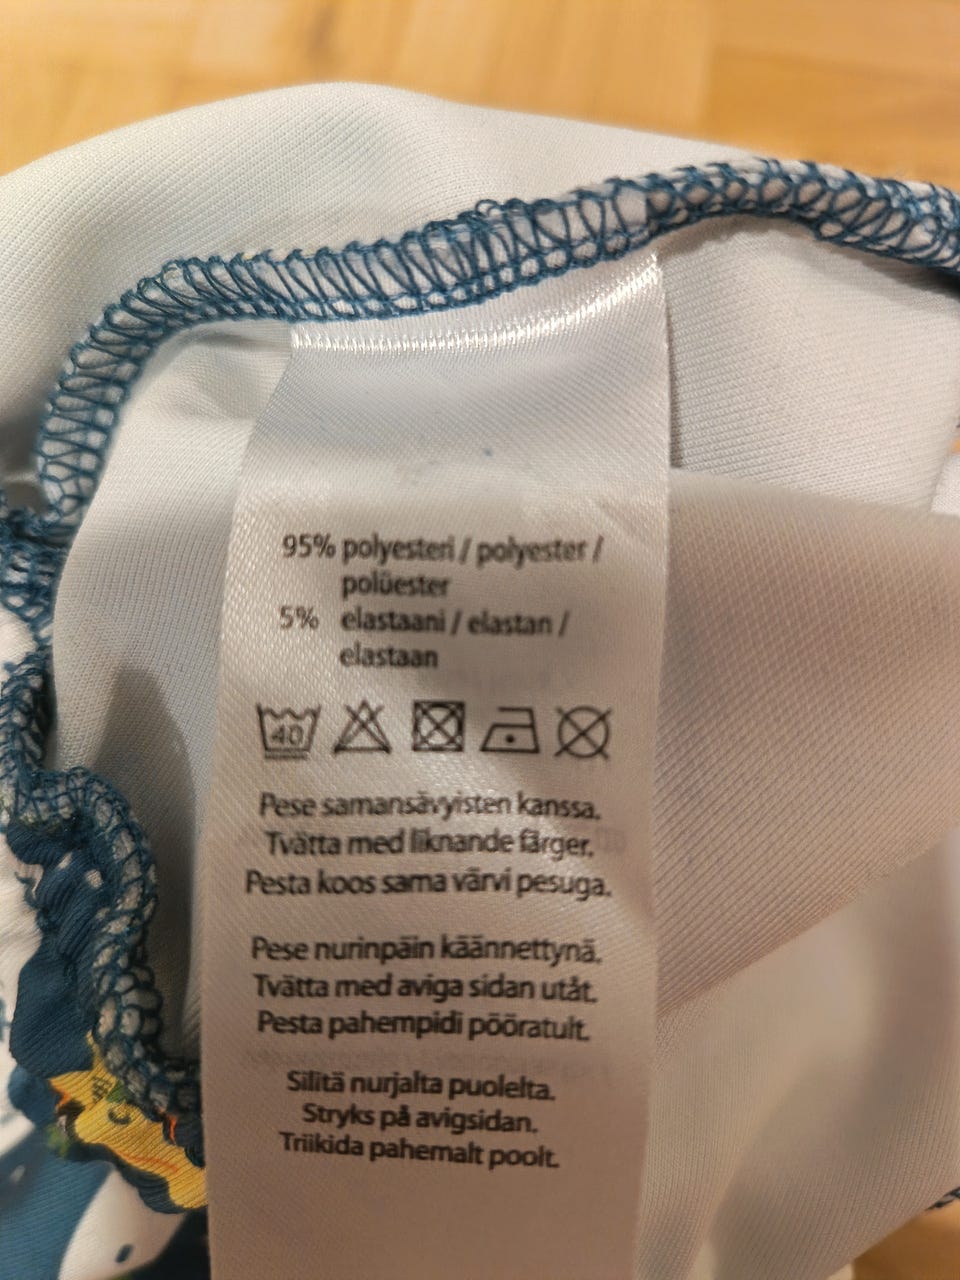 95% polyesteri / polyester /
polüester
5% elastaani / elastan /
elastaan
40
Pese samansävyisten kanssa.
Tvätta med liknande färger.
Pesta koos sama värvi pesuga.
Pese nurinpäin käännettynä.
Tvätta med aviga sidan utåt.
Pesta pahempidi pööratult.
Silitä nurjalta puolelta.
Stryks på avigsidan.
Triikida pahemalt poolt.